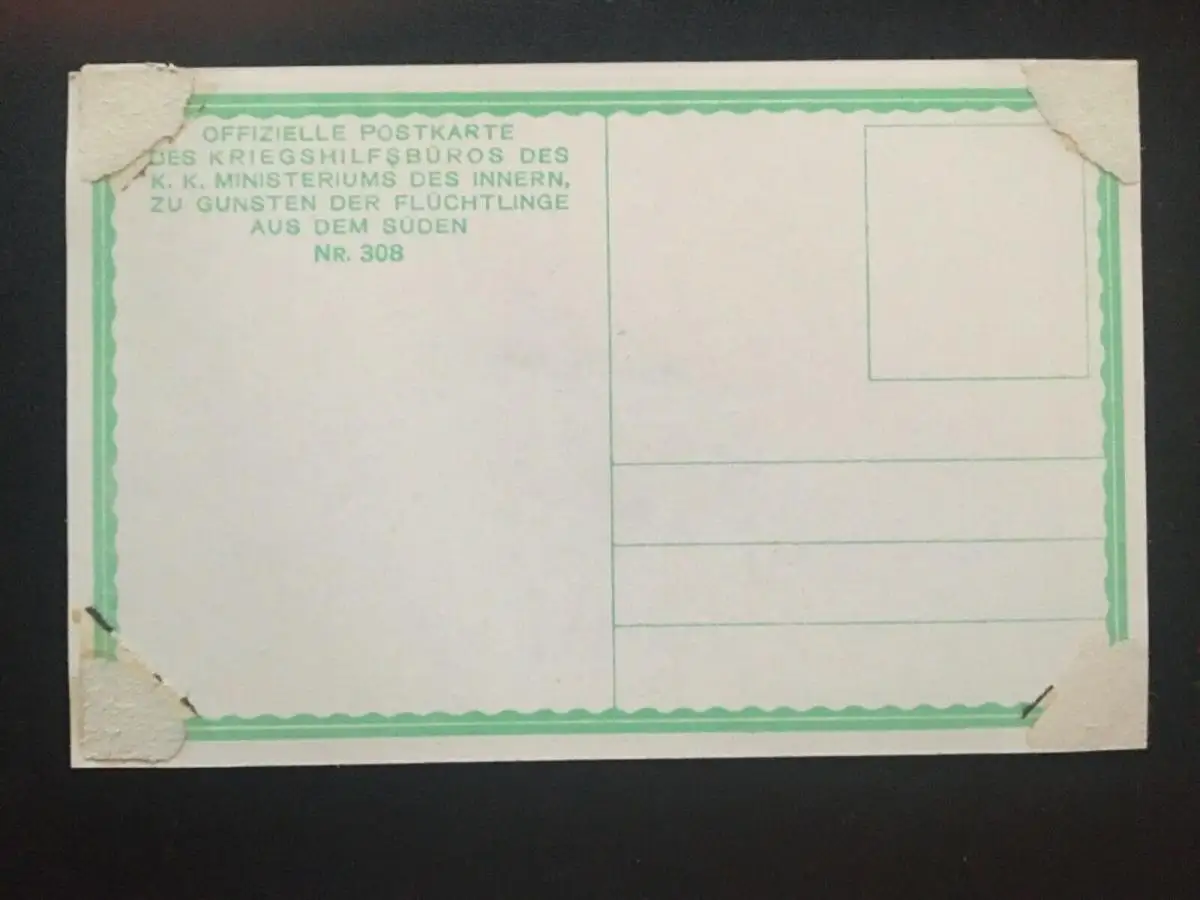 OFFIZIELLE POSTKARTE
DES KRIEGSHILFSBÜROS DES
K. K. MINISTERIUMS DES INNERN,
ZU GUNSTEN DER FLÜCHTLINGE
AUS DEM SÜDEN
NR. 308